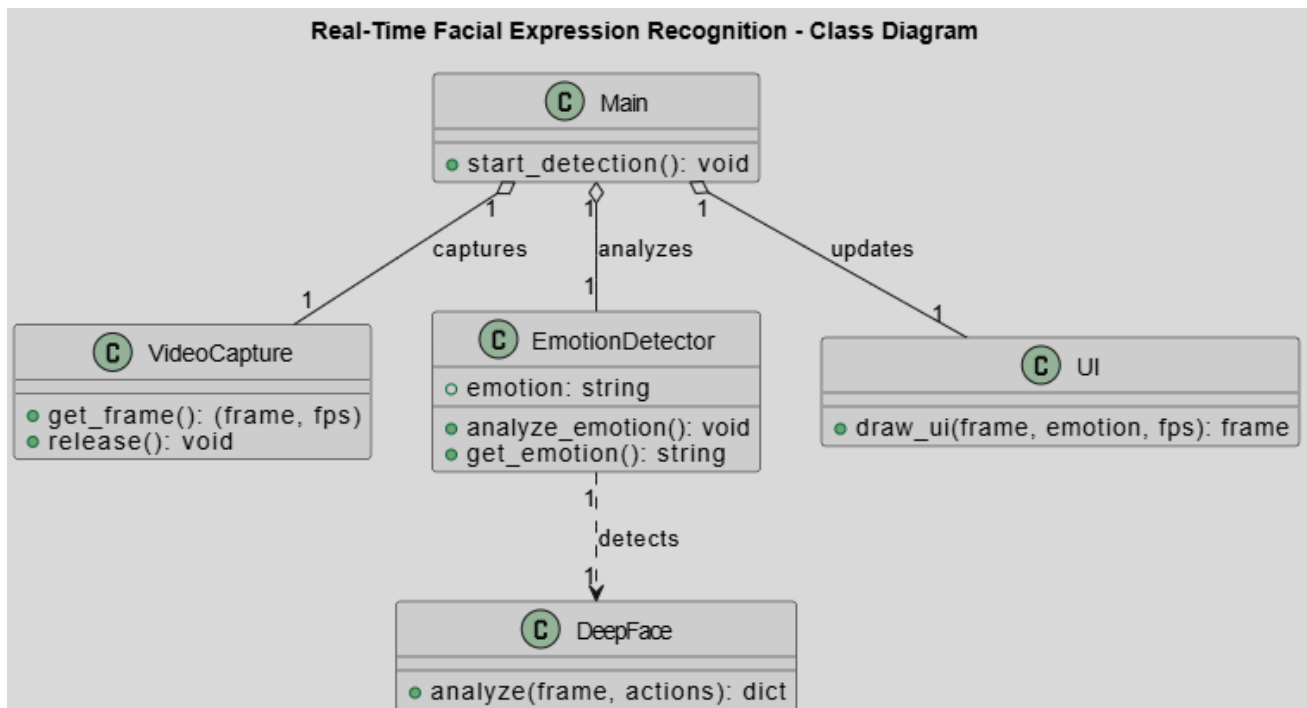 Real-Time Facial Expression Recognition - Class Diagram
C Main
start_detection(): void
1 1 1
captures analyzes updates
1 1 1
C VideoCapture
get_frame(): (frame, fps)
release(): void
C EmotionDetector
emotion: string
analyze_emotion(): void
get_emotion(): string
C UI
draw_ui(frame, emotion, fps): frame
1
detects
1
C DeepFace
analyze(frame, actions): dict